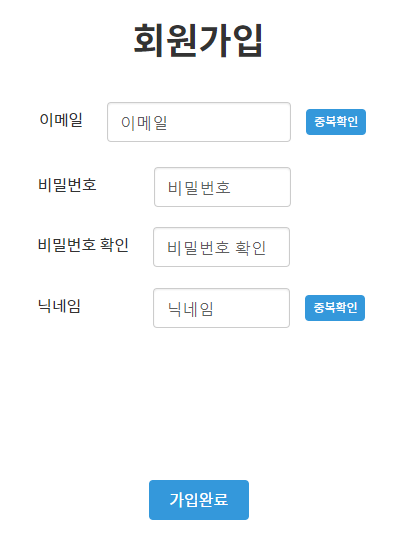 회원가입
이메일 이메일 중복확인
비밀번호 비밀번호
비밀번호 확인 비밀번호 확인
닉네임 닉네임 중복확인
가입완료